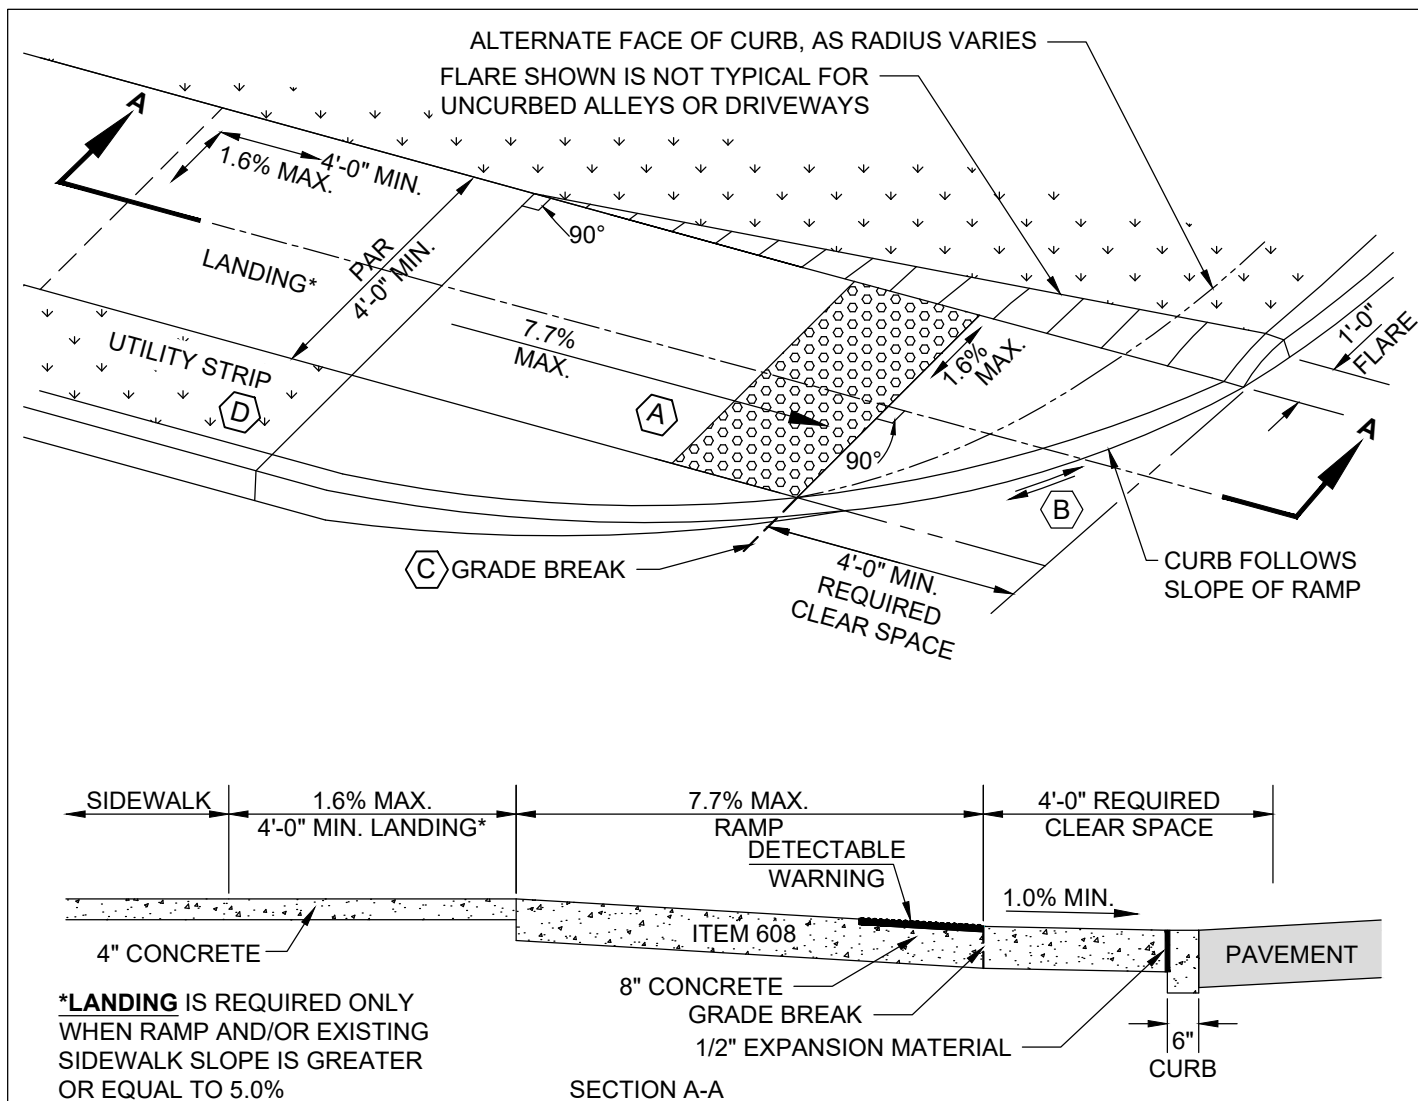 ALTERNATE FACE OF CURB, AS RADIUS VARIES
FLARE SHOWN IS NOT TYPICAL FOR
UNCURBED ALLEYS OR DRIVEWAYS
A
4'-0" MIN.
1.6% MAX.
90°
PAR
4'-0" MIN.
LANDING*
UTILITY STRIP
D
7.7%
MAX.
A
1.6%
MAX.
90°
1'-0"
FLARE
A
B
C GRADE BREAK
4'-0" MIN.
REQUIRED
CLEAR SPACE
CURB FOLLOWS
SLOPE OF RAMP
SIDEWALK
1.6% MAX.
4'-0" MIN. LANDING*
7.7% MAX.
RAMP
4'-0" REQUIRED
CLEAR SPACE
DETECTABLE
WARNING
1.0% MIN.
4" CONCRETE
ITEM 608
PAVEMENT
8" CONCRETE
GRADE BREAK
1/2" EXPANSION MATERIAL
6"
CURB
*LANDING IS REQUIRED ONLY
WHEN RAMP AND/OR EXISTING
SIDEWALK SLOPE IS GREATER
OR EQUAL TO 5.0%
SECTION A-A